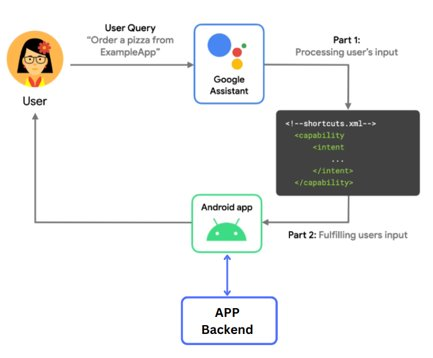 User Query
"Order a pizza from
ExampleApp"
User
Google
Assistant
Part 1:
Processing user's input
<!--shortcuts.xml-->
<capability
<intent
...
</intent>
</capability>
Android app
Part 2: Fulfilling users input
APP
Backend